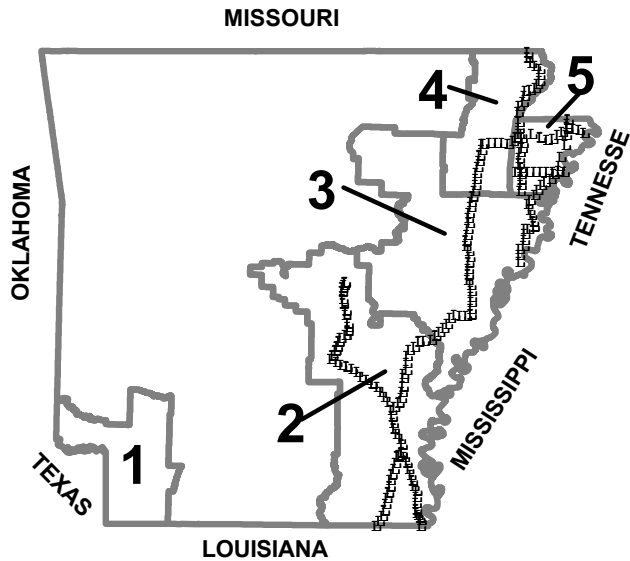 MISSOURI
4
5
OKLAHOMA
TENNESSE
3
2
MISSISSIPPI
1
TEXAS
LOUISIANA